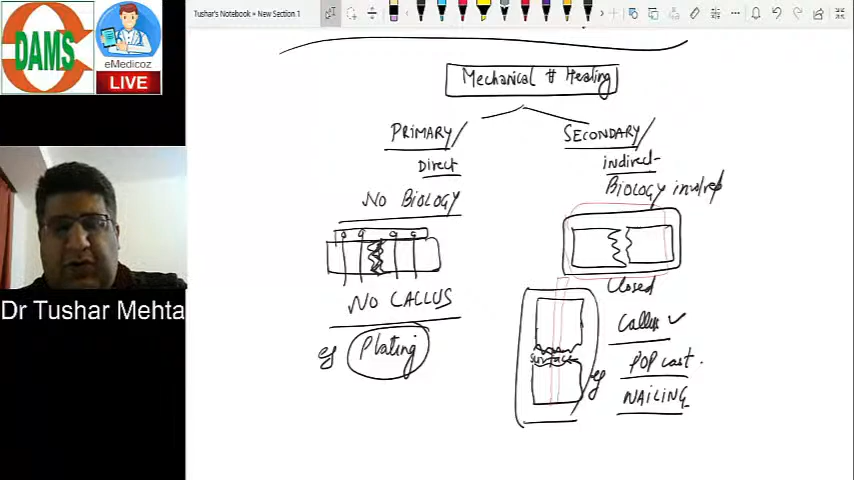 DAMS
eMedicoz
LIVE
Tushar's Notebook » New Section 1
Mechanical # Healing
PRIMARY/
SECONDARY/
Direct
indirect
NO BIOLOGY
BIOLOGY involved
NO CALLUS
Closed
eg Plating
Surface
Callus ✓
eg POP cast.
NAILING
Dr Tushar Mehta